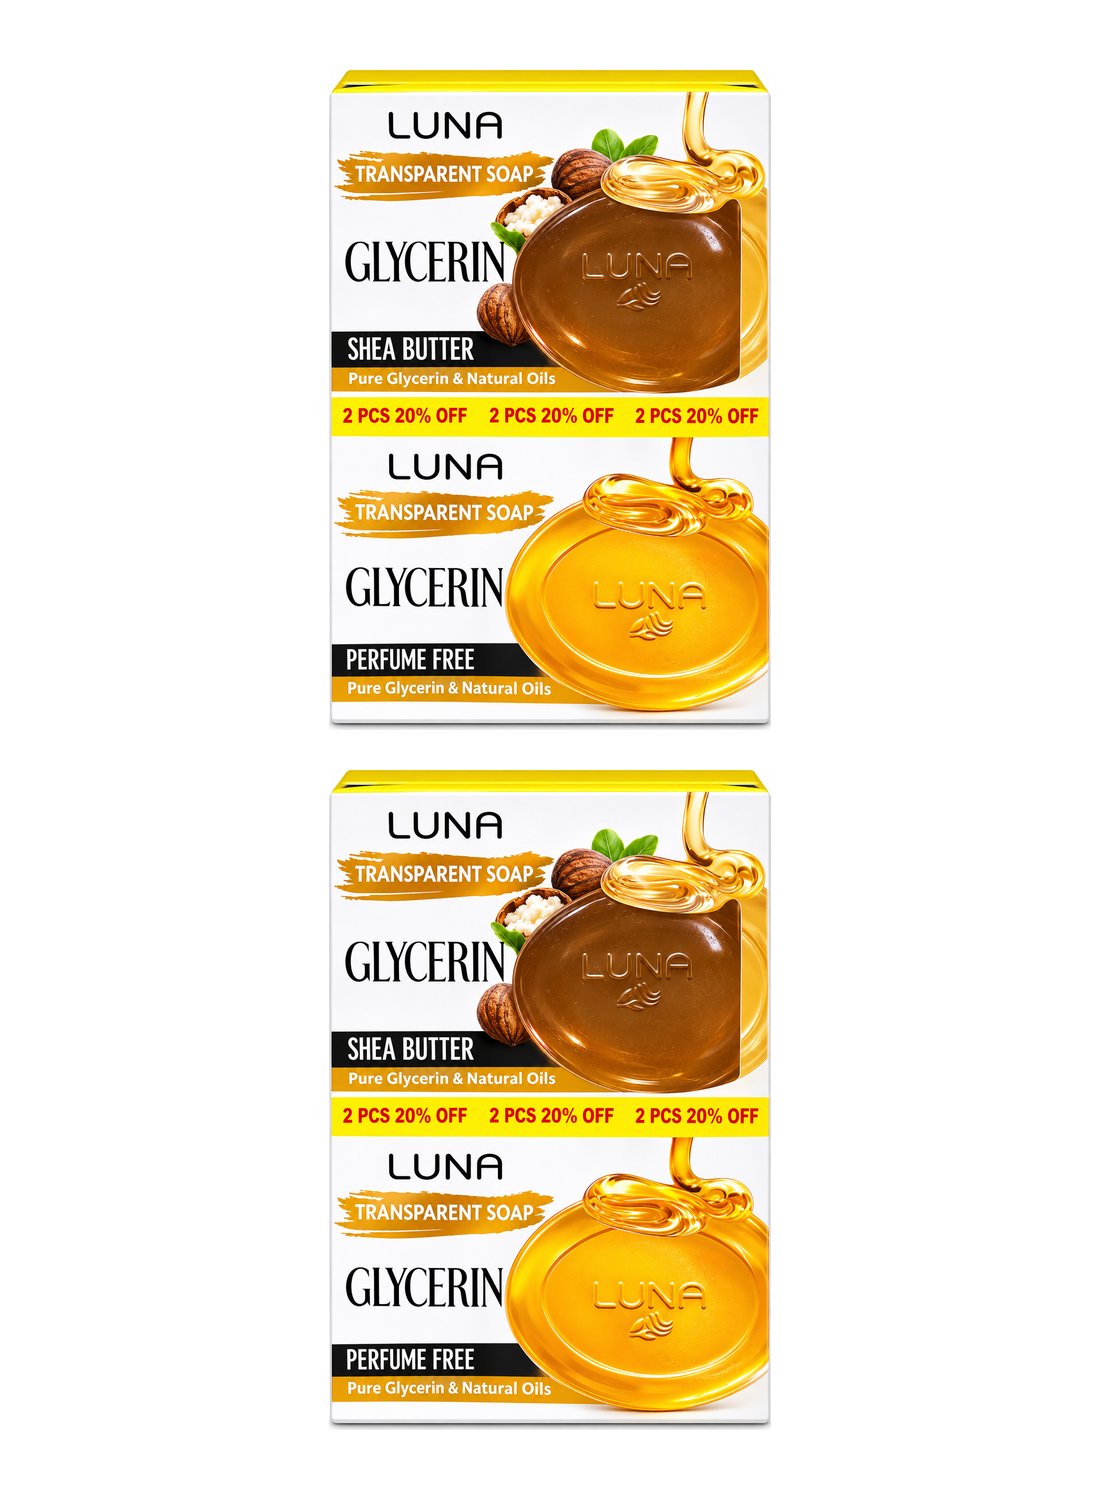 LUNA
TRANSPARENT SOAP
GLYCERIN
LUNA
SHEA BUTTER
Pure Glycerin & Natural Oils
2 PCS 20% OFF 2 PCS 20% OFF 2 PCS 20% OFF
LUNA
TRANSPARENT SOAP
GLYCERIN
LUNA
PERFUME FREE
Pure Glycerin & Natural Oils
LUNA
TRANSPARENT SOAP
GLYCERIN
LUNA
SHEA BUTTER
Pure Glycerin & Natural Oils
2 PCS 20% OFF 2 PCS 20% OFF 2 PCS 20% OFF
LUNA
TRANSPARENT SOAP
GLYCERIN
LUNA
PERFUME FREE
Pure Glycerin & Natural Oils